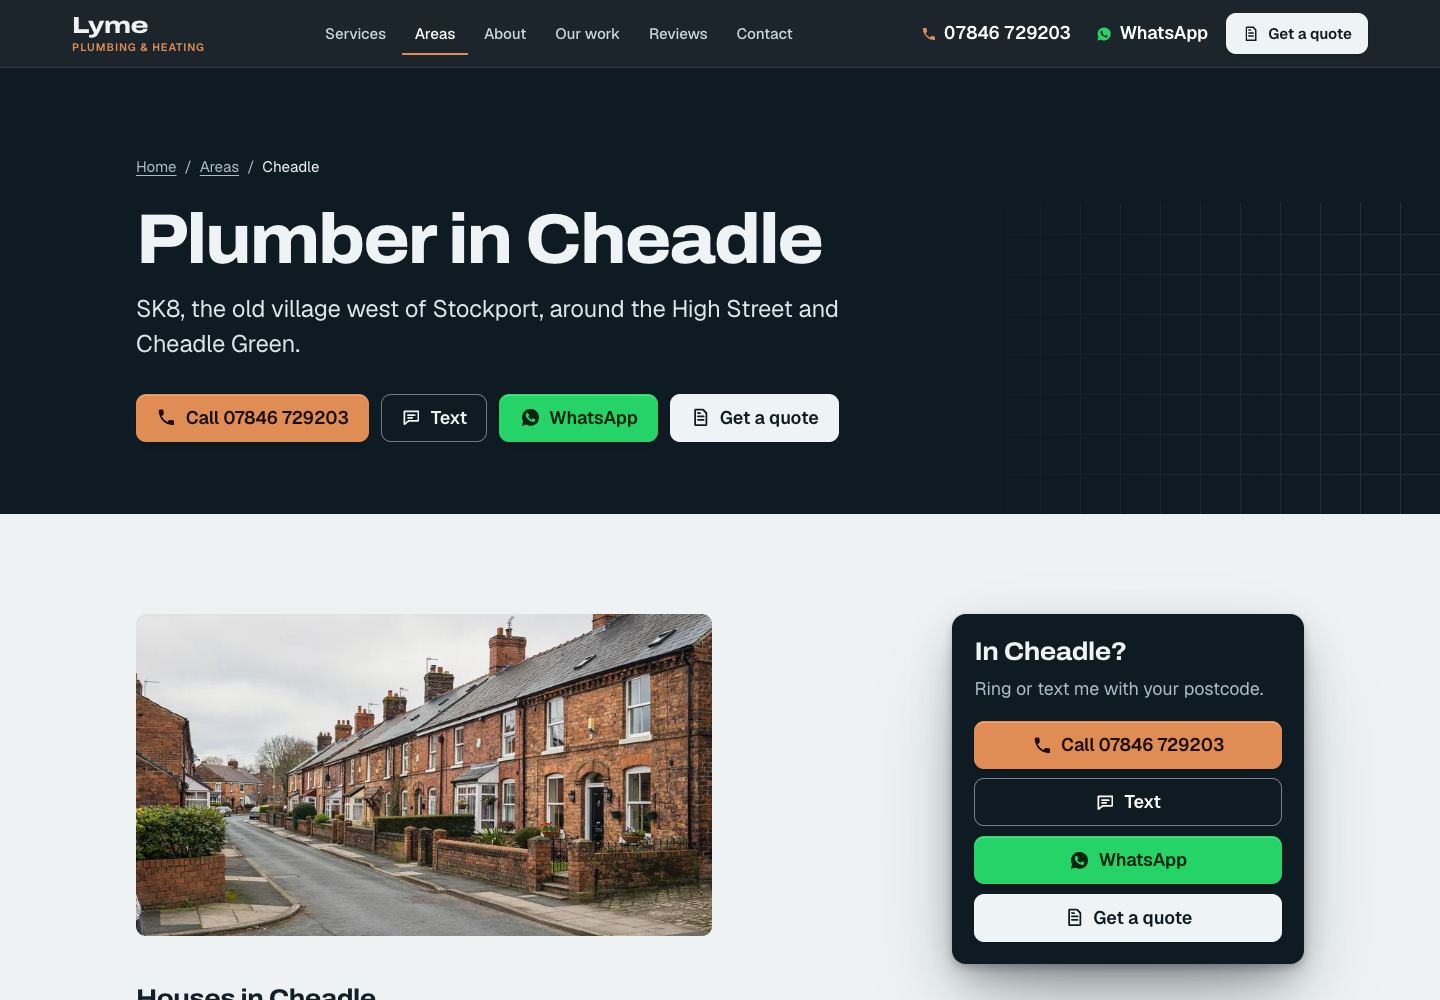 Lyme
PLUMBING & HEATING
Services
Areas
About
Our work
Reviews
Contact
07846 729203
WhatsApp
Get a quote
Home / Areas / Cheadle
Plumber in Cheadle
SK8, the old village west of Stockport, around the High Street and
Cheadle Green.
Call 07846 729203
Text
WhatsApp
Get a quote
In Cheadle?
Ring or text me with your postcode.
Call 07846 729203
Text
WhatsApp
Get a quote
Houses in Cheadle